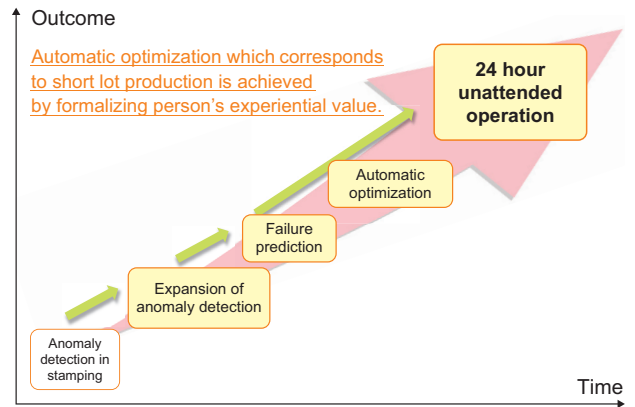 Outcome
Automatic optimization which corresponds
to short lot production is achieved
by formalizing person's experiential value.
24 hour
unattended
operation
Automatic
optimization
Failure
prediction
Expansion of
anomaly detection
Anomaly
detection in
stamping
Time